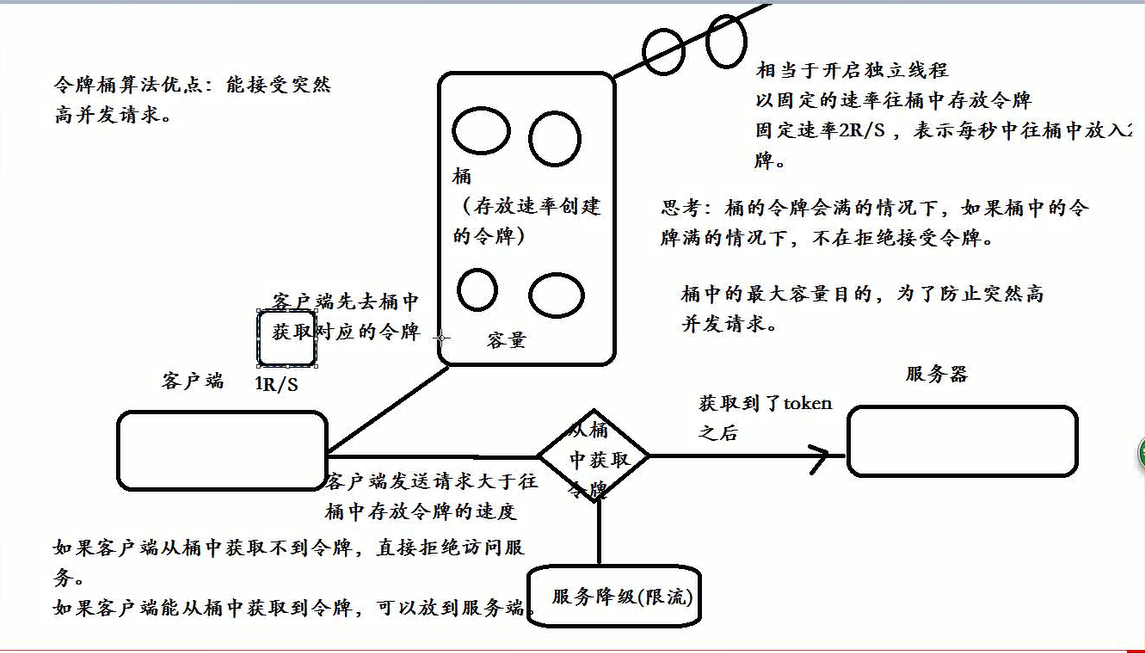 令牌桶算法优点：能接受突然
高并发请求。
相当于开启独立线程
以固定的速率往桶中存放令牌
固定速率2R/S ，表示每秒中往桶中放入2
牌。
桶
（存放速率创建
的令牌）
容量
思考：桶的令牌会满的情况下，如果桶中的令
牌满的情况下，不在拒绝接受令牌。
桶中的最大容量目的，为了防止突然高
并发请求。
客户端先去桶中
获取对应的令牌
客户端
1R/S
服务器
获取到了token
之后
从桶
中获取
令牌
客户端发送请求大于往
桶中存放令牌的速度
如果客户端从桶中获取不到令牌，直接拒绝访问服
务。
如果客户端能从桶中获取到令牌，可以放到服务端。
服务降级(限流)